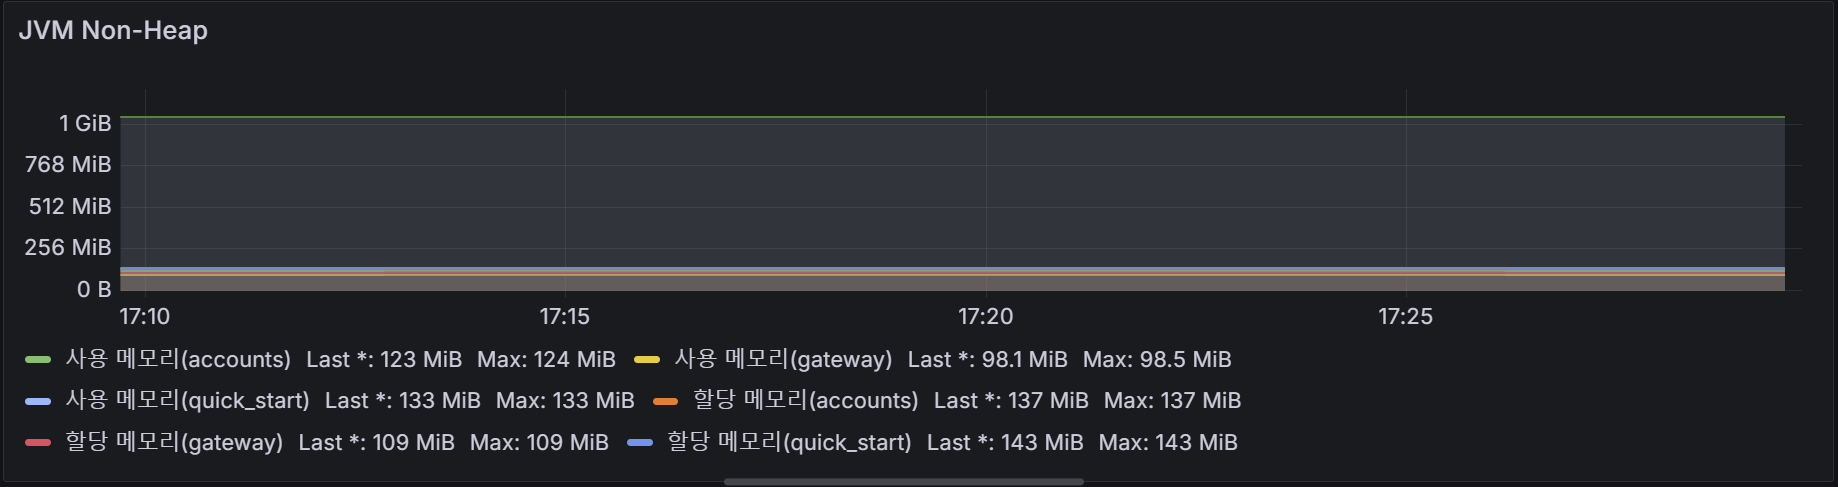 JVM Non-Heap
1 GiB
768 MiB
512 MiB
256 MiB
0 B
17:10 17:15 17:20 17:25
사용 메모리(accounts) Last *: 123 MiB Max: 124 MiB 사용 메모리(gateway) Last *: 98.1 MiB Max: 98.5 MiB
사용 메모리(quick_start) Last *: 133 MiB Max: 133 MiB 할당 메모리(accounts) Last *: 137 MiB Max: 137 MiB
할당 메모리(gateway) Last *: 109 MiB Max: 109 MiB 할당 메모리(quick_start) Last *: 143 MiB Max: 143 MiB